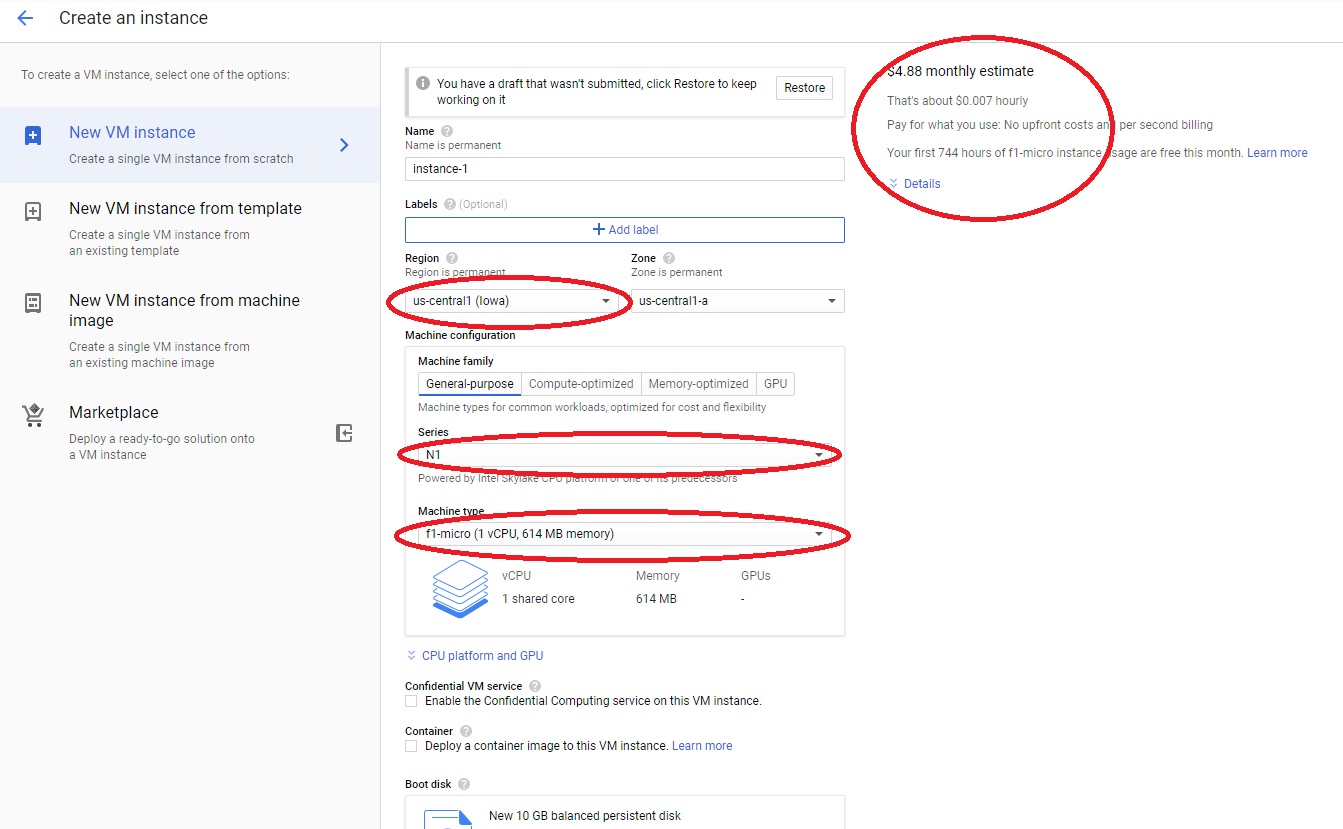 Create an instance
To create a VM instance, select one of the options:
New VM instance
Create a single VM instance from scratch
New VM instance from template
Create a single VM instance from
an existing template
New VM instance from machine
image
Create a single VM instance from
an existing machine image
Marketplace
Deploy a ready-to-go solution onto
a VM instance
You have a draft that wasn't submitted, click Restore to keep
working on it
Restore
Name
Name is permanent
instance-1
Labels (Optional)
Add label
Region
Region is permanent
us-central1 (Iowa)
Zone
Zone is permanent
us-central1-a
Machine configuration
Machine family
General-purpose Compute-optimized Memory-optimized GPU
Machine types for common workloads, optimized for cost and flexibility
Series
N1
Powered by Intel Skylake CPU platform or one of its predecessors
Machine type
f1-micro (1 vCPU, 614 MB memory)
vCPU Memory GPUs
1 shared core 614 MB -
CPU platform and GPU
Confidential VM service
Enable the Confidential Computing service on this VM instance.
Container
Deploy a container image to this VM instance. Learn more
Boot disk
New 10 GB balanced persistent disk
$4.88 monthly estimate
That's about $0.007 hourly
Pay for what you use: No upfront costs and per second billing
Your first 744 hours of f1-micro instance usage are free this month. Learn more
Details